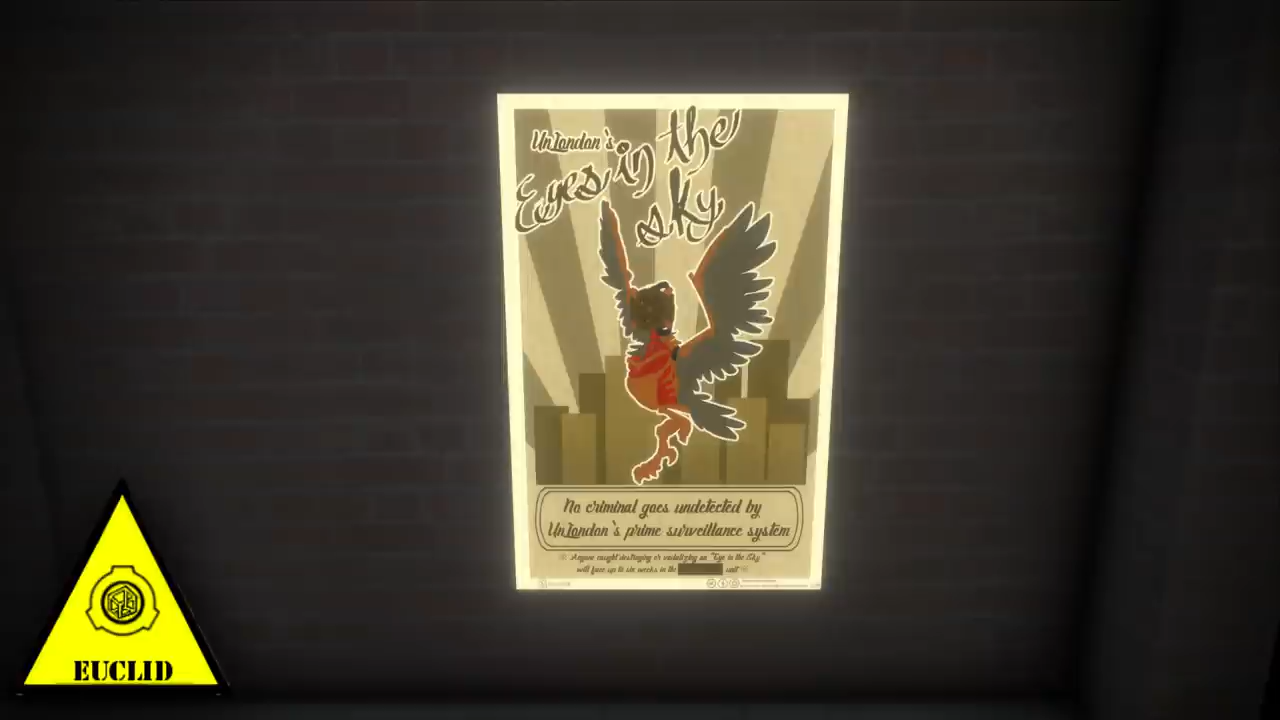 UnLondon's
Eyes in the
sky
No criminal goes undetected by
UnLondon's prime surveillance system
Anyone caught destroying or vadalizing an "Eye in the Sky"
will face up to six weeks in the unit
EUCLID